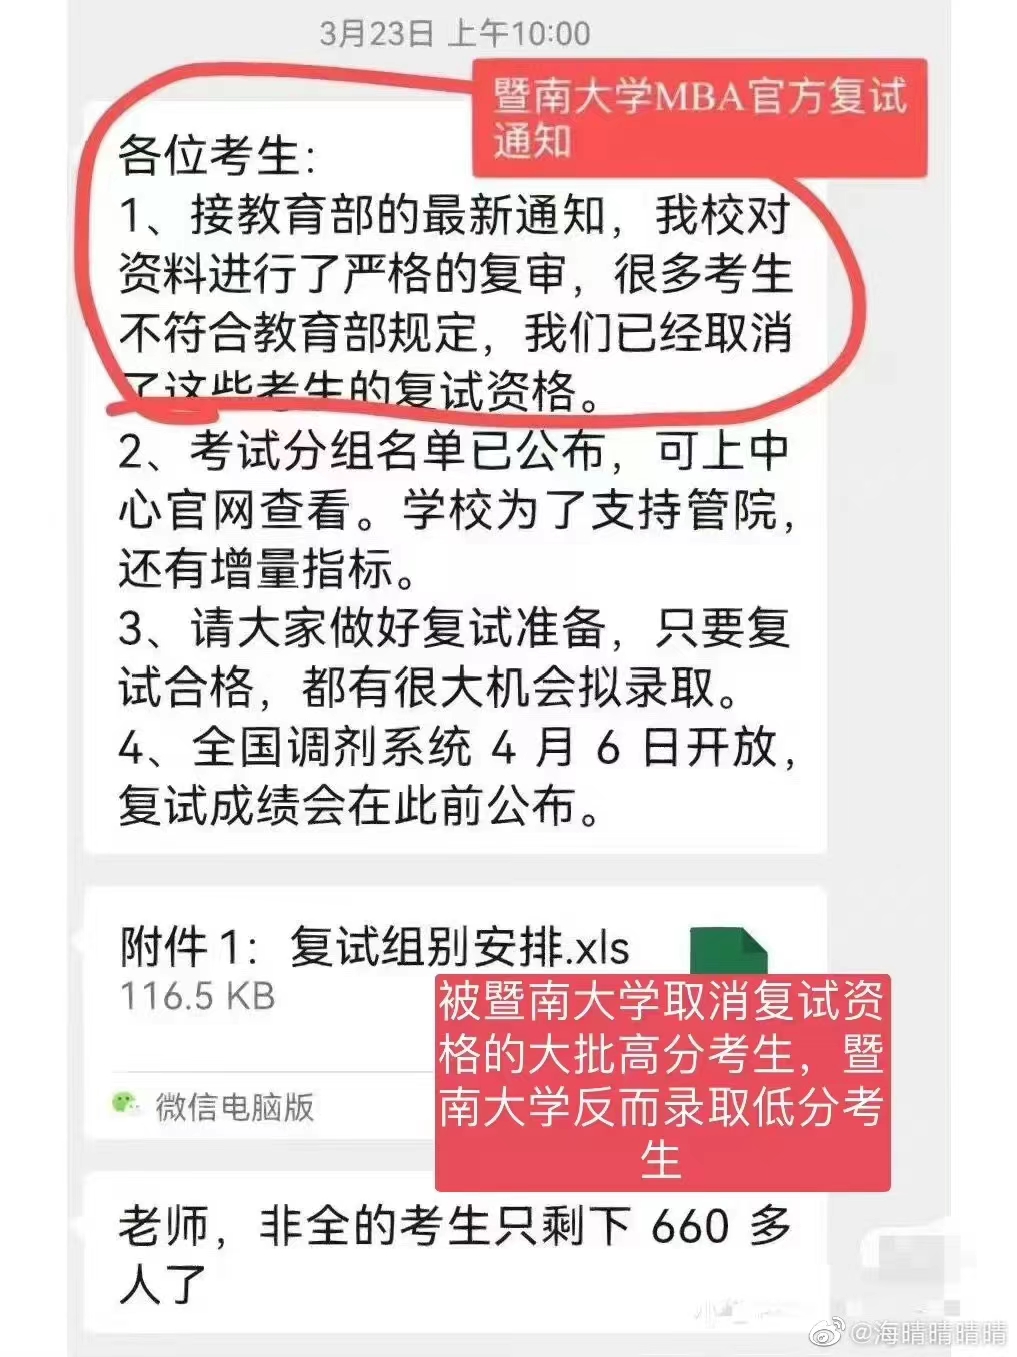 3月23日 上午10:00
暨南大学MBA官方复试
通知
各位考生：
1、接教育部的最新通知，我校对
资料进行了严格的复审，很多考生
不符合教育部规定，我们已经取消
了这些考生的复试资格。
2、考试分组名单已公布，可上中
心官网查看。学校为了支持管院，
还有增量指标。
3、请大家做好复试准备，只要复
试合格，都有很大机会拟录取。
4、全国调剂系统 4 月 6 日开放，
复试成绩会在此前公布。
附件1：复试组别安排.xls
116.5 KB
被暨南大学取消复试资
格的大批高分考生，暨
南大学反而录取低分考
生
微信电脑版
老师，非全的考生只剩下 660 多
人了
@海晴晴晴晴